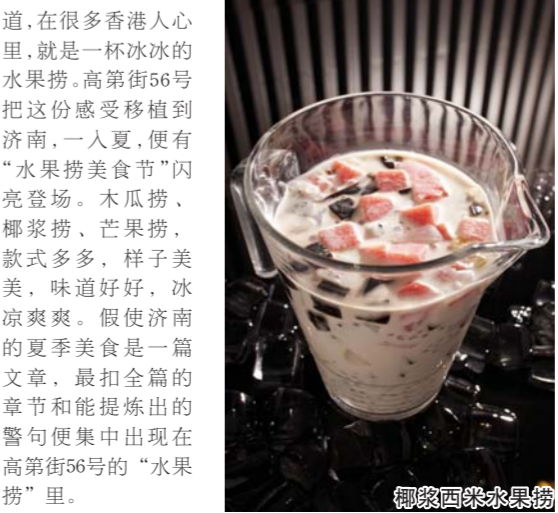 道,在很多香港人心
里,就是一杯冰冰的
水果捞。高第街56号
把这份感受移植到
济南,一入夏,便有
“水果捞美食节”闪
亮登场。木瓜捞、
椰浆捞、芒果捞,
款式多多，样子美
美，味道好好，冰
凉爽爽。假使济南
的夏季美食是一篇
文章，最扣全篇的
章节和能提炼出的
警句便集中出现在
高第街56号的“水果
捞”里。
椰浆西米水果捞